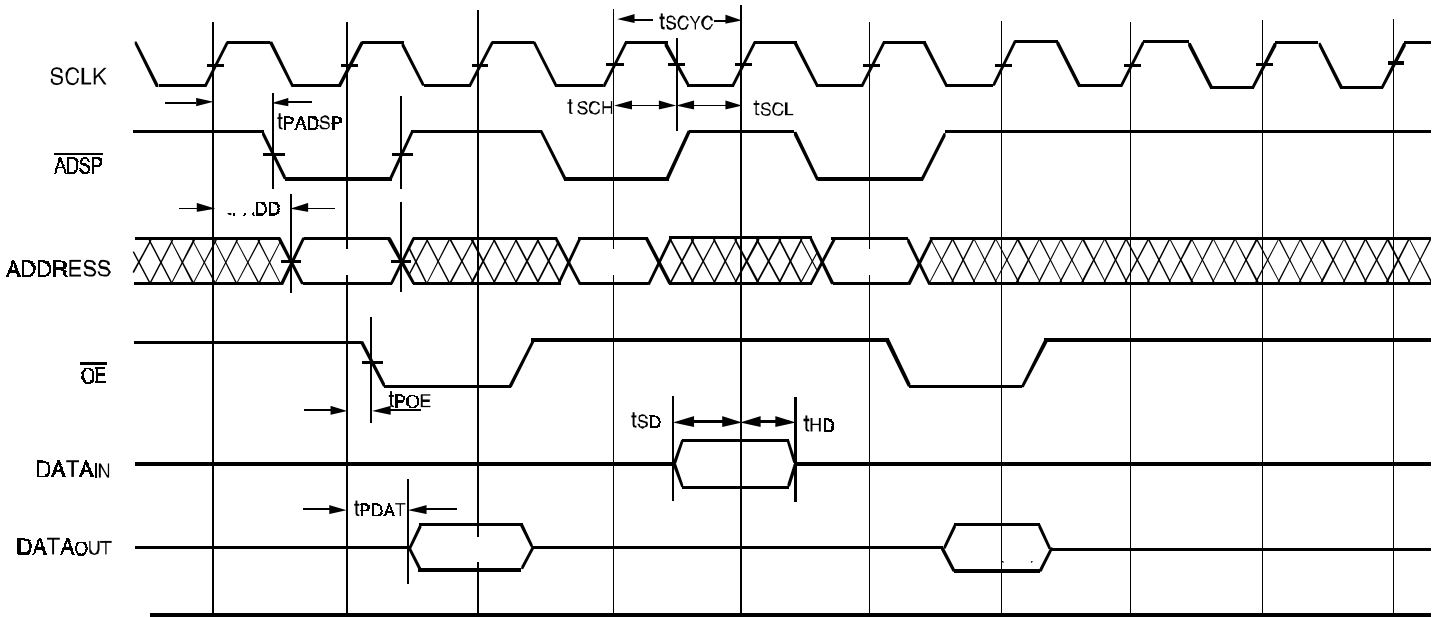 tSCYC
SCLK
tSCH
tSCL
tPADSP
ADSP
ADDRESS
OE
tPOE
tSD
tHD
DATAIN
tPDAT
DATAOUT